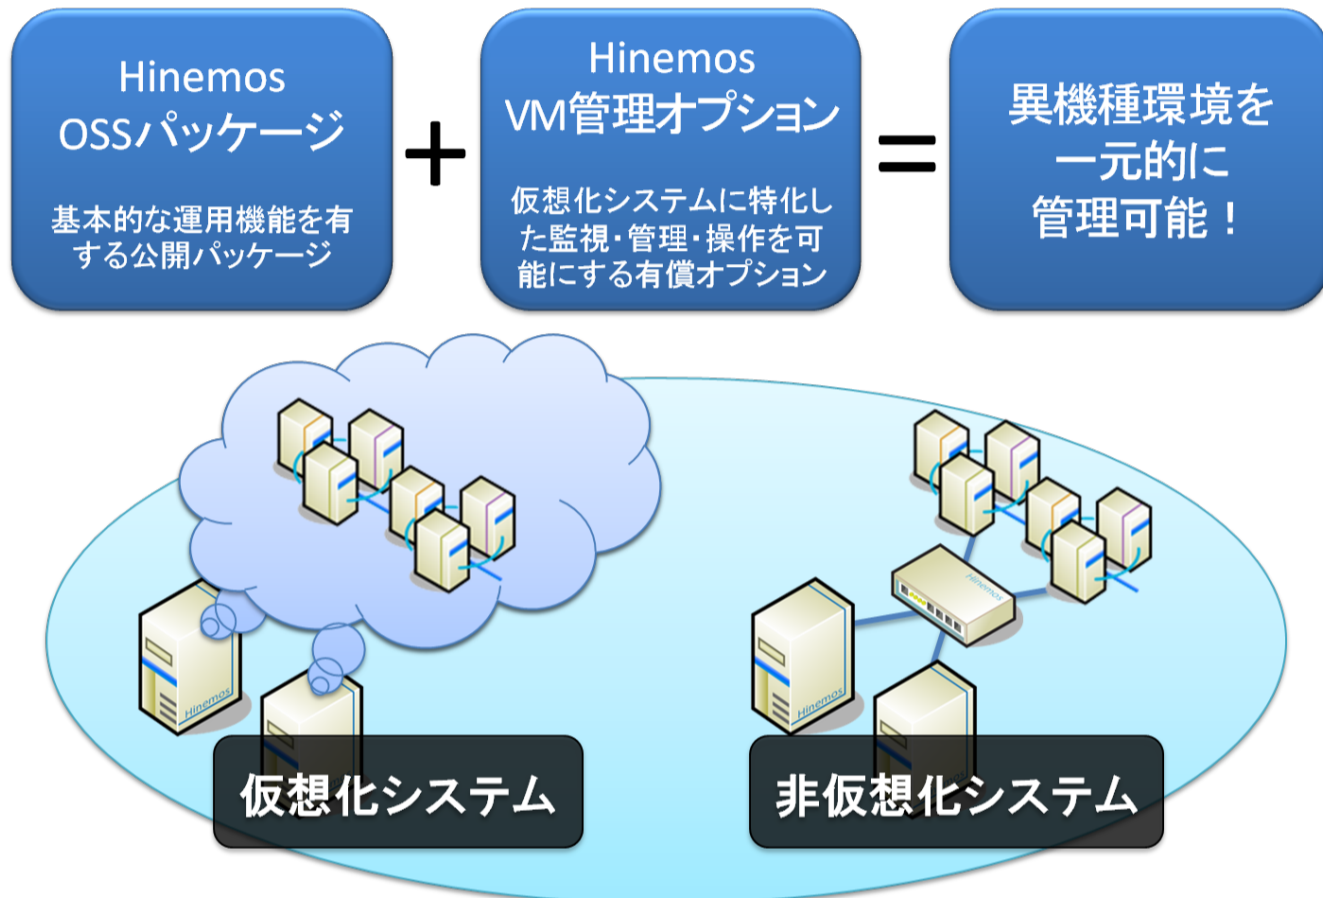 Hinemos
OSSパッケージ
基本的な運用機能を有
する公開パッケージ
+
Hinemos
VM管理オプション
仮想化システムに特化し
た監視・管理・操作を可
能にする有償オプション
=
異機種環境を
一元的に
管理可能！
Hinemos
Hinemos
Hinemos
仮想化システム
非仮想化システム